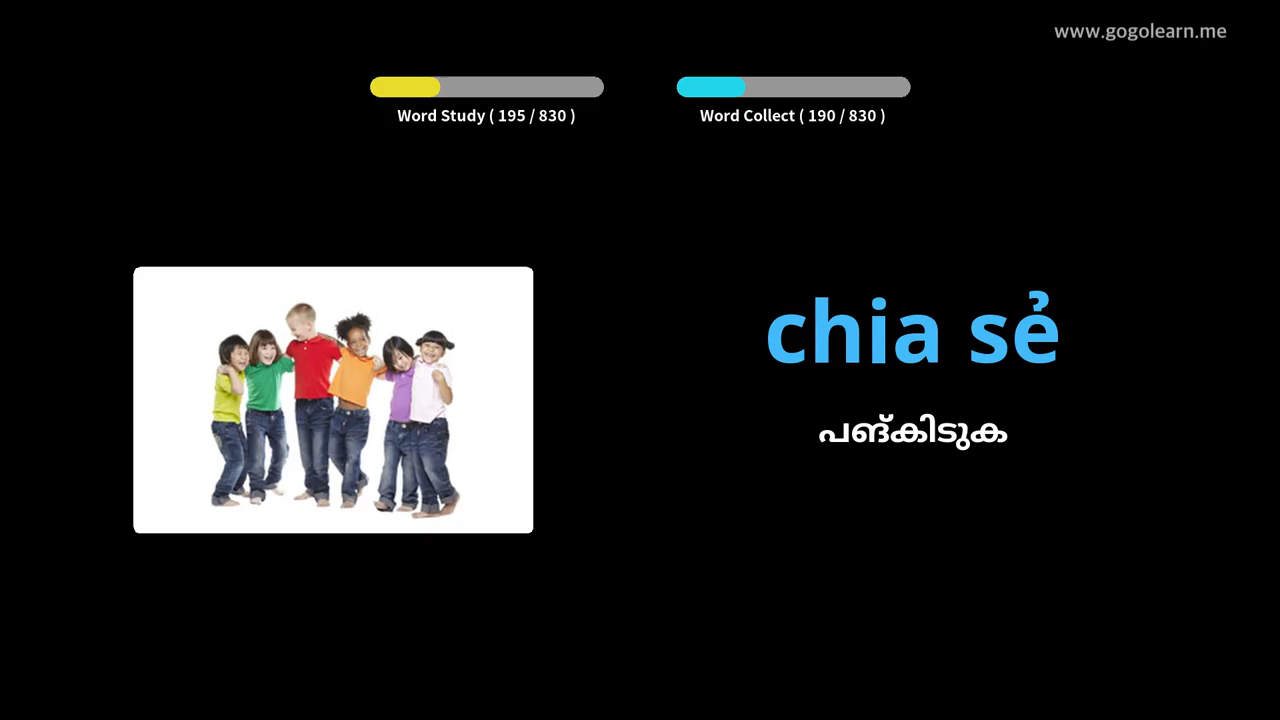 www.gogolearn.me
Word Study ( 195 / 830 )
Word Collect ( 190 / 830 )
chia sẻ
പങ്കിടുക